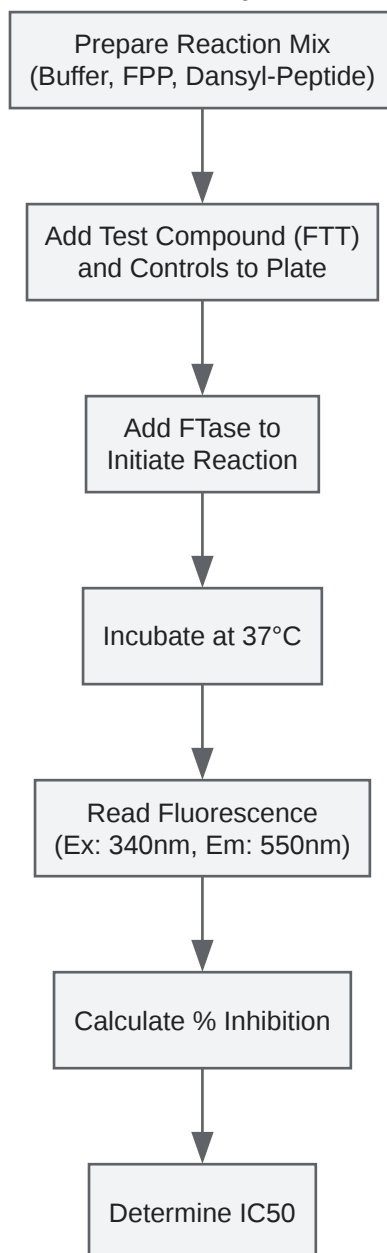 Prepare Reaction Mix
(Buffer, FPP, Dansyl-Peptide)
Add Test Compound (FTT)
and Controls to Plate
Add FTase to
Initiate Reaction
Incubate at 37°C
Read Fluorescence
(Ex: 340nm, Em: 550nm)
Calculate % Inhibition
Determine IC50